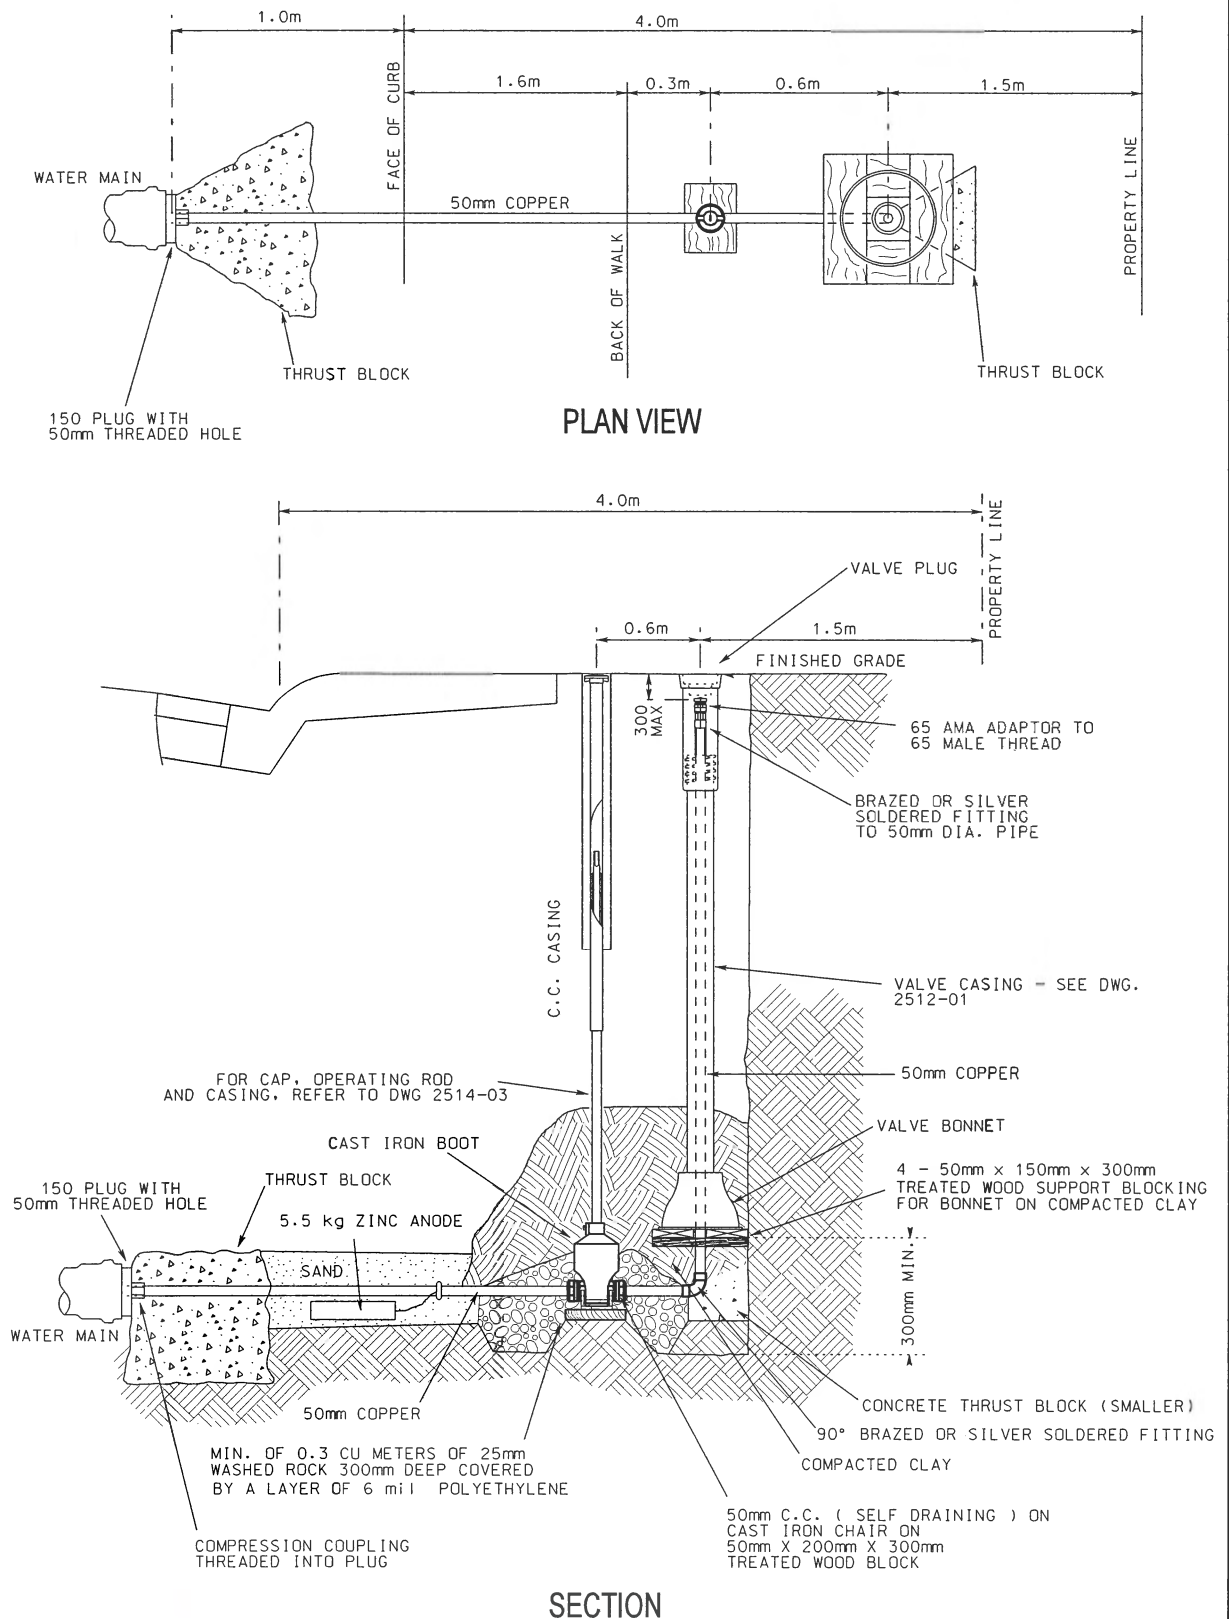 1.0m
4.0m
1.6m
0.3m
0.6m
1.5m
FACE OF CURB
WATER MAIN
50mm COPPER
BACK OF WALK
PROPERTY LINE
THRUST BLOCK
THRUST BLOCK
150 PLUG WITH
50mm THREADED HOLE
PLAN VIEW
4.0m
PROPERTY LINE
VALVE PLUG
0.6m
1.5m
FINISHED GRADE
300
MAX
65 AMA ADAPTOR TO
65 MALE THREAD
BRAZED OR SILVER
SOLDERED FITTING
TO 50mm DIA. PIPE
C.C. CASING
VALVE CASING - SEE DWG.
2512-01
FOR CAP, OPERATING ROD
AND CASING, REFER TO DWG 2514-03
50mm COPPER
CAST IRON BOOT
VALVE BONNET
THRUST BLOCK
4 - 50mm x 150mm x 300mm
TREATED WOOD SUPPORT BLOCKING
FOR BONNET ON COMPACTED CLAY
150 PLUG WITH
50mm THREADED HOLE
5.5 kg ZINC ANODE
SAND
300mm MIN.
WATER MAIN
50mm COPPER
CONCRETE THRUST BLOCK (SMALLER)
90° BRAZED OR SILVER SOLDERED FITTING
COMPACTED CLAY
MIN. OF 0.3 CU METERS OF 25mm
WASHED ROCK 300mm DEEP COVERED
BY A LAYER OF 6 mil POLYETHYLENE
50mm C.C. ( SELF DRAINING ) ON
CAST IRON CHAIR ON
50mm X 200mm X 300mm
TREATED WOOD BLOCK
COMPRESSION COUPLING
THREADED INTO PLUG
SECTION